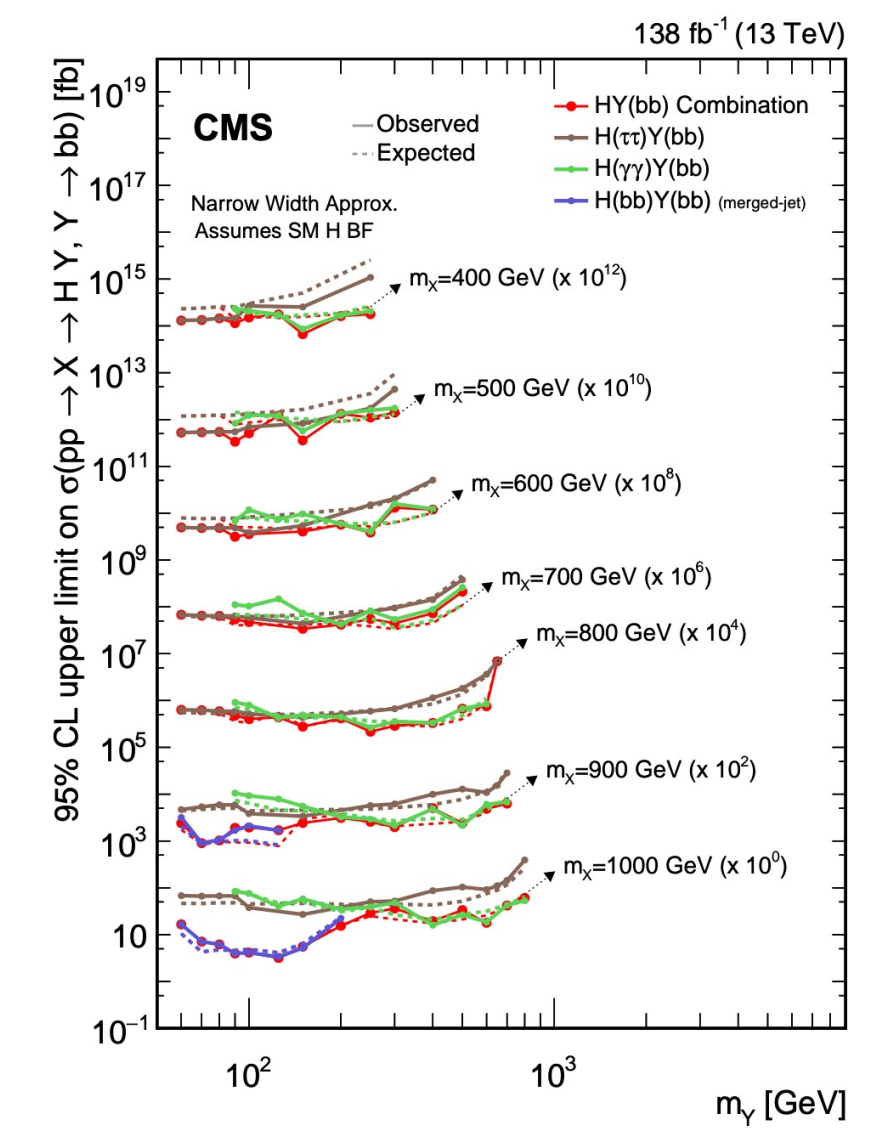 138 fb⁻¹ (13 TeV)
95% CL upper limit on σ(pp → X → H Y, Y → bb) [fb]
10¹⁹
10¹⁷
10¹⁵
10¹³
10¹¹
10⁹
10⁷
10⁵
10³
10
10⁻¹
CMS
Observed
Expected
Narrow Width Approx.
Assumes SM H BF
HY(bb) Combination
H(ττ)Y(bb)
H(γγ)Y(bb)
H(bb)Y(bb) (merged-jet)
m_X=400 GeV (x 10¹²)
m_X=500 GeV (x 10¹⁰)
m_X=600 GeV (x 10⁸)
m_X=700 GeV (x 10⁶)
m_X=800 GeV (x 10⁴)
m_X=900 GeV (x 10²)
m_X=1000 GeV (x 10⁰)
10² 10³
m_Y [GeV]